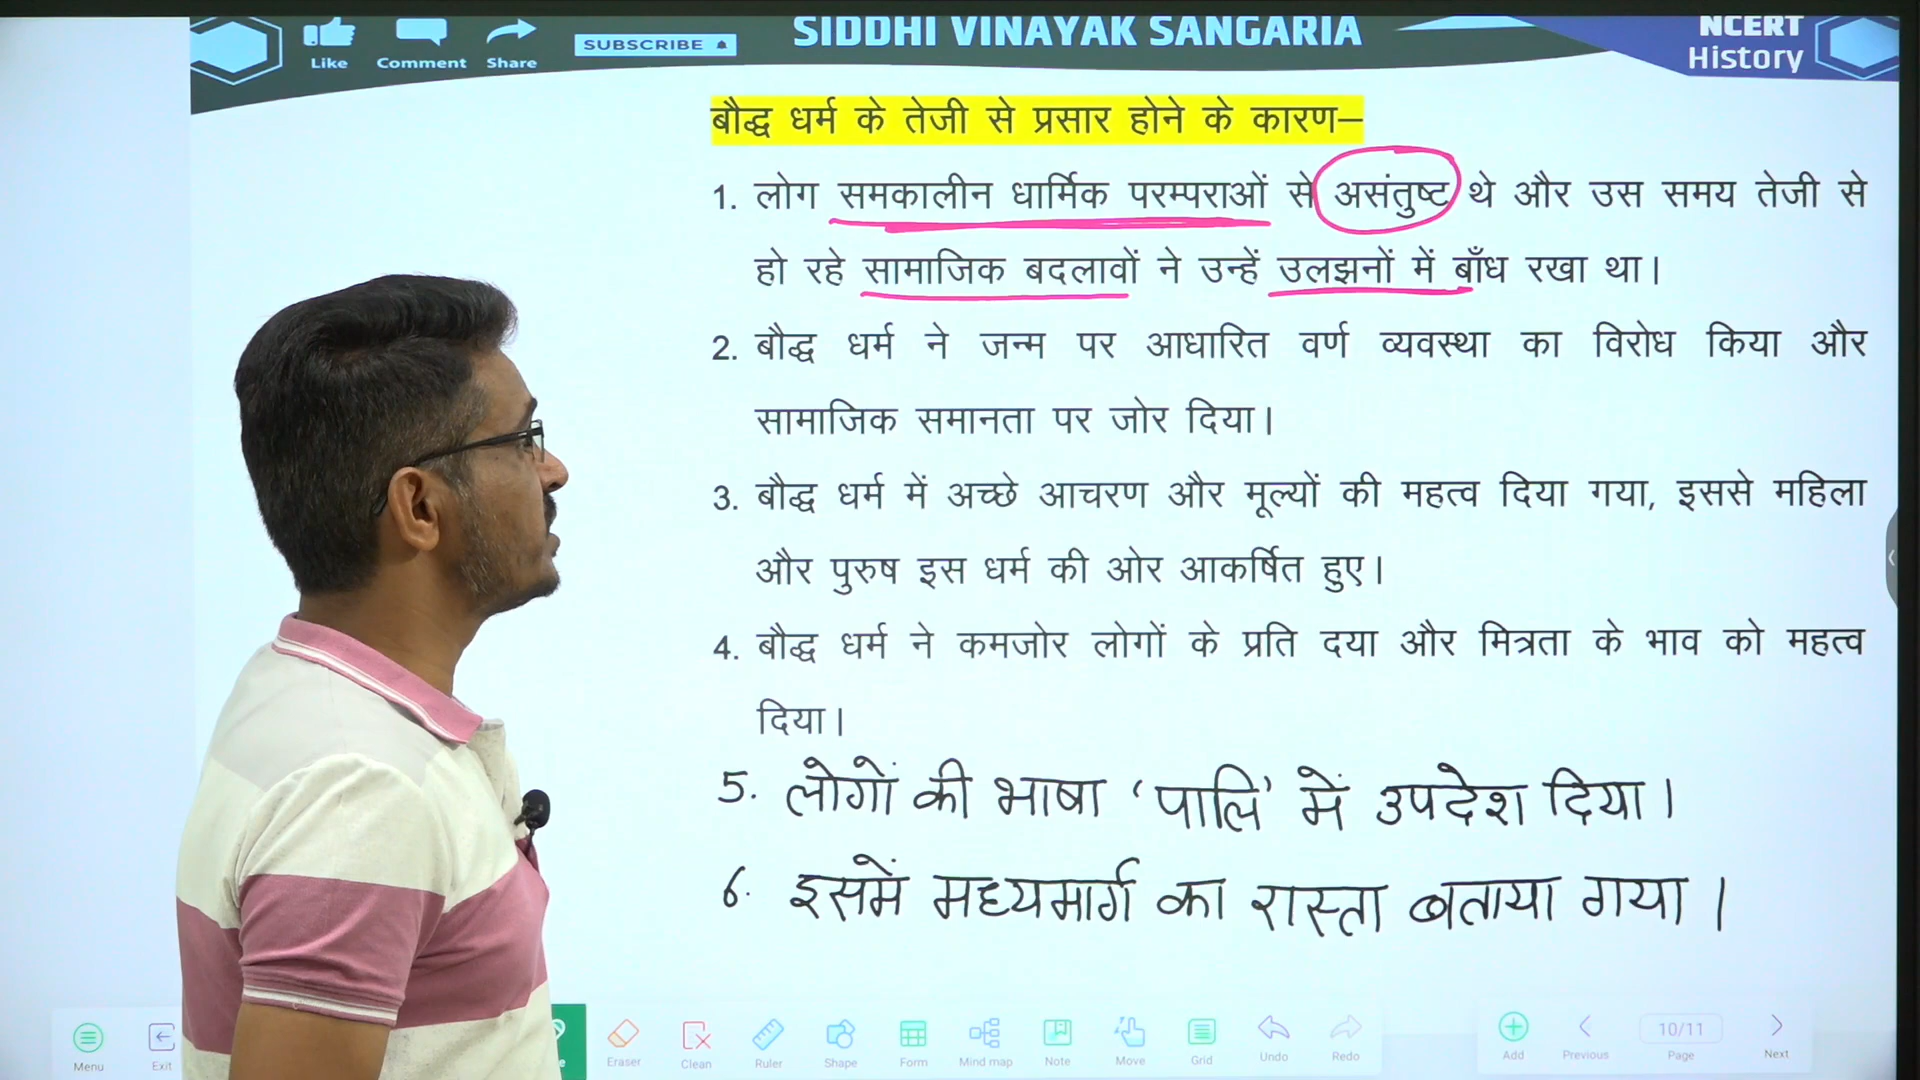 SIDDHI VINAYAK SANGARIA
NCERT
History
Like
Comment
Share
SUBSCRIBE
बौद्ध धर्म के तेजी से प्रसार होने के कारण–
1. लोग समकालीन धार्मिक परम्पराओं से असंतुष्ट थे और उस समय तेजी से
हो रहे सामाजिक बदलावों ने उन्हें उलझनों में बाँध रखा था।
2. बौद्ध धर्म ने जन्म पर आधारित वर्ण व्यवस्था का विरोध किया और
सामाजिक समानता पर जोर दिया।
3. बौद्ध धर्म में अच्छे आचरण और मूल्यों की महत्व दिया गया, इससे महिला
और पुरुष इस धर्म की ओर आकर्षित हुए।
4. बौद्ध धर्म ने कमजोर लोगों के प्रति दया और मित्रता के भाव को महत्व
दिया।
5. लोगों की भाषा 'पालि' में उपदेश दिया।
6. इसमें मध्यमार्ग का रास्ता बताया गया।
Menu
Exit
Eraser
Clean
Ruler
Shape
Form
Mind map
Note
Move
Grid
Undo
Redo
Add
Previous
10/11
Page
Next